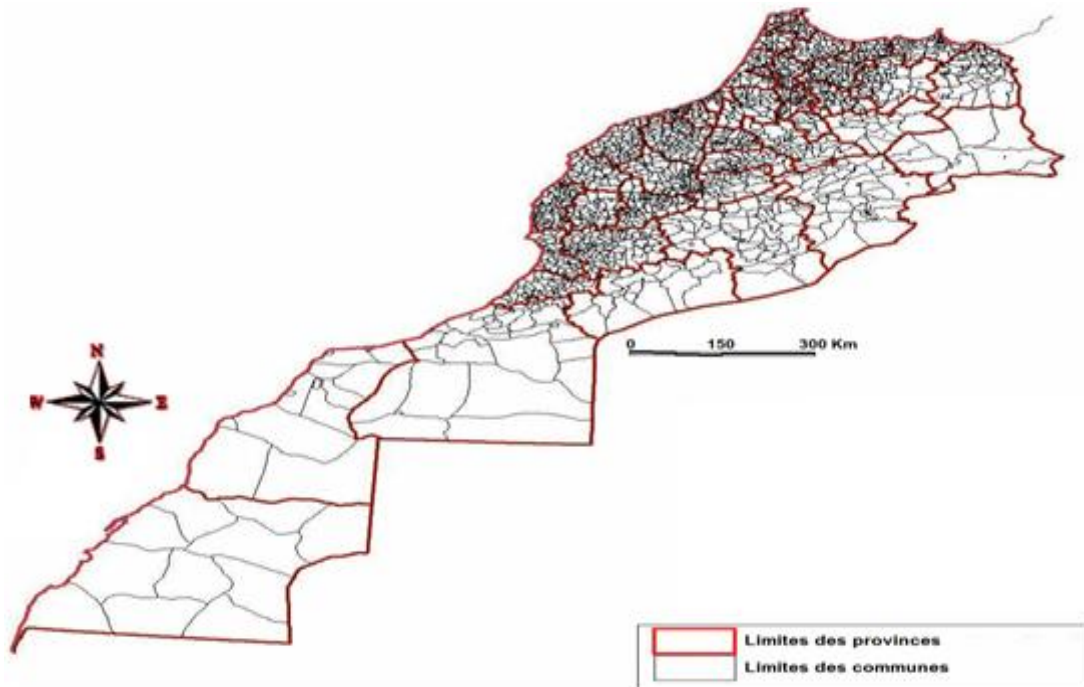 N
W E
S
0 150 300 Km
Limites des provinces
Limites des communes